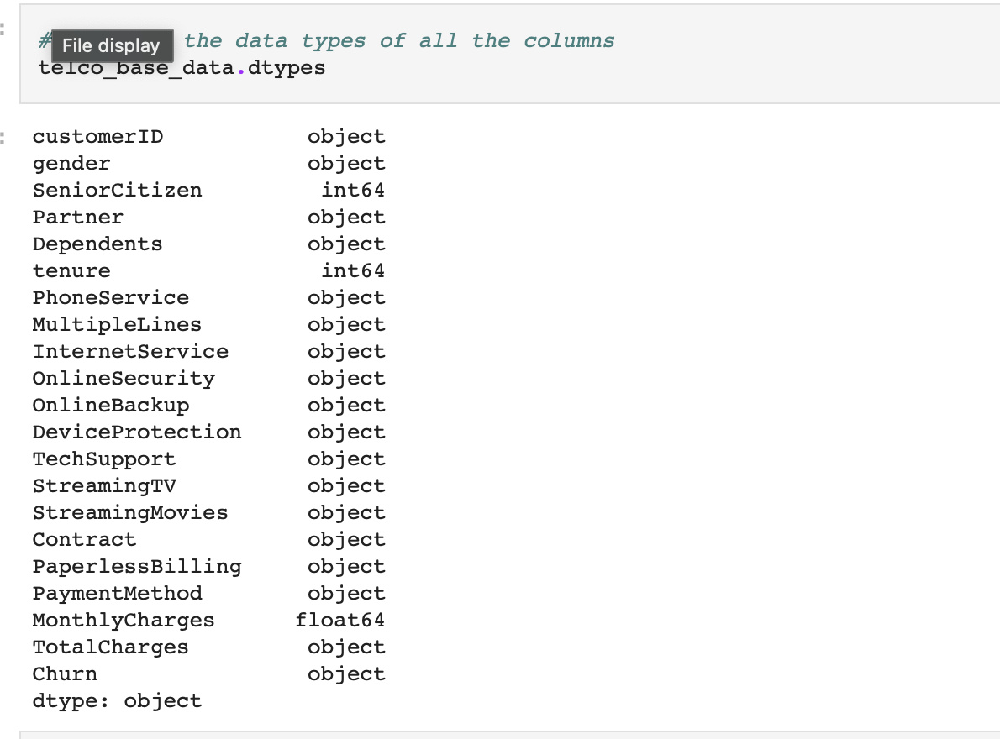 # File display the data types of all the columns
telco_base_data.dtypes
customerID object
gender object
SeniorCitizen int64
Partner object
Dependents object
tenure int64
PhoneService object
MultipleLines object
InternetService object
OnlineSecurity object
OnlineBackup object
DeviceProtection object
TechSupport object
StreamingTV object
StreamingMovies object
Contract object
PaperlessBilling object
PaymentMethod object
MonthlyCharges float64
TotalCharges object
Churn object
dtype: object